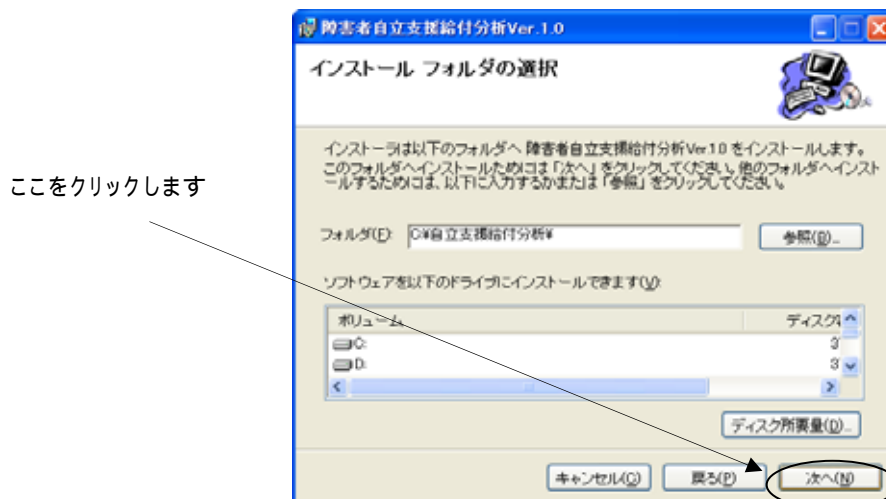 障害者自立支援給付分析Ver.1.0
インストール フォルダの選択
インストーラは以下のフォルダへ 障害者自立支援給付分析Ver.1.0 をインストールします。
このフォルダへインストールためには「次へ」をクリックしてください。他のフォルダへインスト
ールするためには、以下に入力するかまたは「参照」をクリックしてください。
ここをクリックします
フォルダ(F): C:¥自立支援給付分析¥ 参照(B)...
ソフトウェアを以下のドライブにインストールできます(V):
ボリューム ディスク
C: 3
D: 3
ディスク所要量(D)...
キャンセル(C) 戻る(P) 次へ(N)